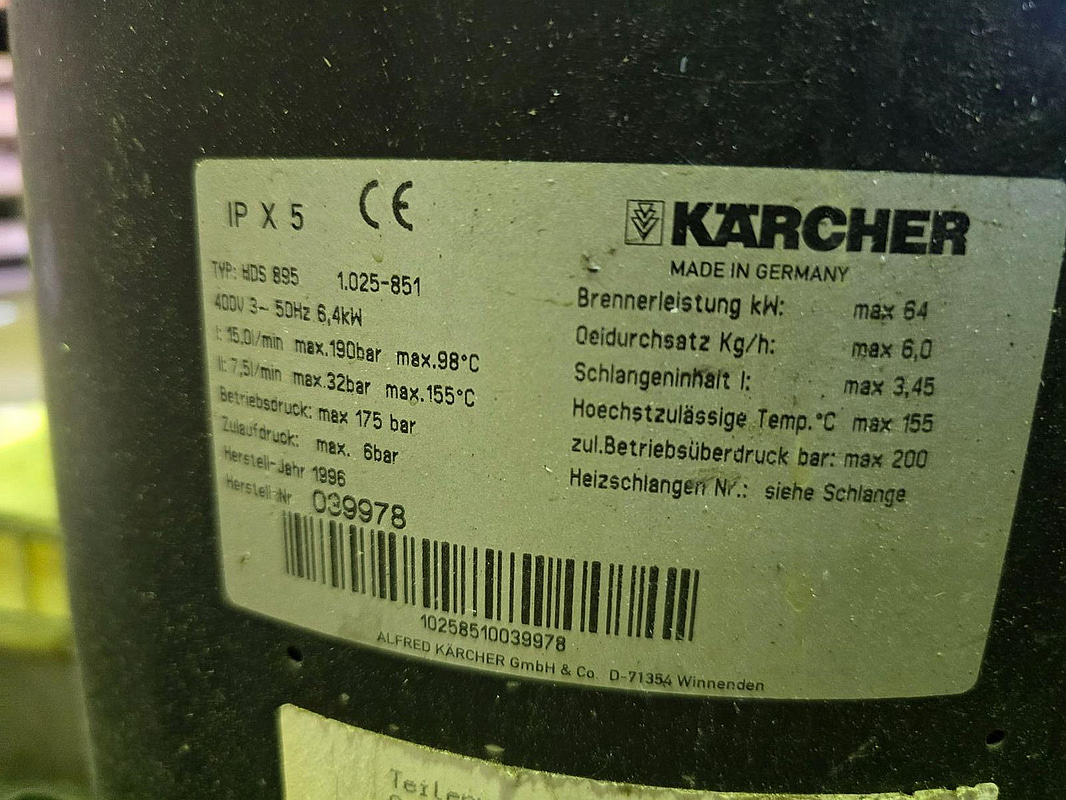 IP X 5 CE
TYP: HDS 895 1.025-851
400V 3~ 50Hz 6,4kW
I: 15.0l/min max.190bar max.98°C
II: 7,5l/min max.32bar max.155°C
Betriebsdruck: max 175 bar
Zulaufdruck: max. 6bar
Herstell-Jahr 1996
Herstell-Nr 039978
10258510039978
ALFRED KÄRCHER GmbH & Co. D-71354 Winnenden
KÄRCHER
MADE IN GERMANY
Brennerleistung kW: max 64
Oeldurchsatz Kg/h: max 6,0
Schlangeninhalt l: max 3,45
Hoechstzulässige Temp.°C max 155
zul.Betriebsüberdruck bar: max 200
Heizschlangen Nr.: siehe Schlange